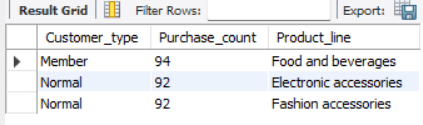 Result Grid Filter Rows: Export:
Customer_type Purchase_count Product_line
Member 94 Food and beverages
Normal 92 Electronic accessories
Normal 92 Fashion accessories